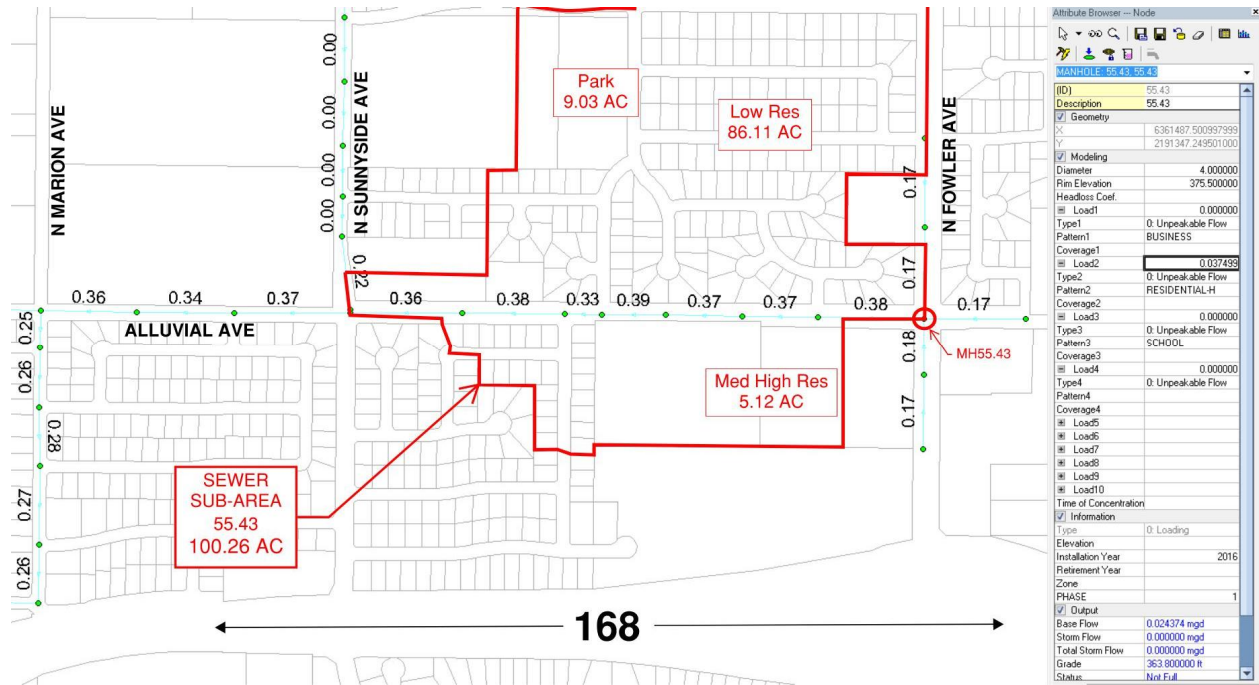 N MARION AVE
N SUNNYSIDE AVE
N FOWLER AVE
ALLUVIAL AVE
0.00
0.00
0.00
0.00
0.22
Park
9.03 AC
Low Res
86.11 AC
0.17
0.17
0.36
0.34
0.37
0.36
0.38
0.33
0.39
0.37
0.37
0.38
0.17
0.25
0.26
0.28
0.27
0.26
0.18
0.17
MH55.43
Med High Res
5.12 AC
SEWER
SUB-AREA
55.43
100.26 AC
168
Attribute Browser --- Node
MANHOLE: 55.43, 55.43
(ID) 55.43
Description 55.43
Geometry
X 6361487.500997999
Y 2191347.249501000
Modeling
Diameter 4.000000
Rim Elevation 375.500000
Headloss Coef.
Load1 0.000000
Type1 0: Unpeakable Flow
Pattern1 BUSINESS
Coverage1
Load2 0.037499
Type2 0: Unpeakable Flow
Pattern2 RESIDENTIAL-H
Coverage2
Load3 0.000000
Type3 0: Unpeakable Flow
Pattern3 SCHOOL
Coverage3
Load4 0.000000
Type4 0: Unpeakable Flow
Pattern4
Coverage4
Load5
Load6
Load7
Load8
Load9
Load10
Time of Concentration
Information
Type 0: Loading
Elevation
Installation Year 2016
Retirement Year
Zone
PHASE 1
Output
Base Flow 0.024374 mgd
Storm Flow 0.000000 mgd
Total Storm Flow 0.000000 mgd
Grade 363.800000 ft
Status Not Full